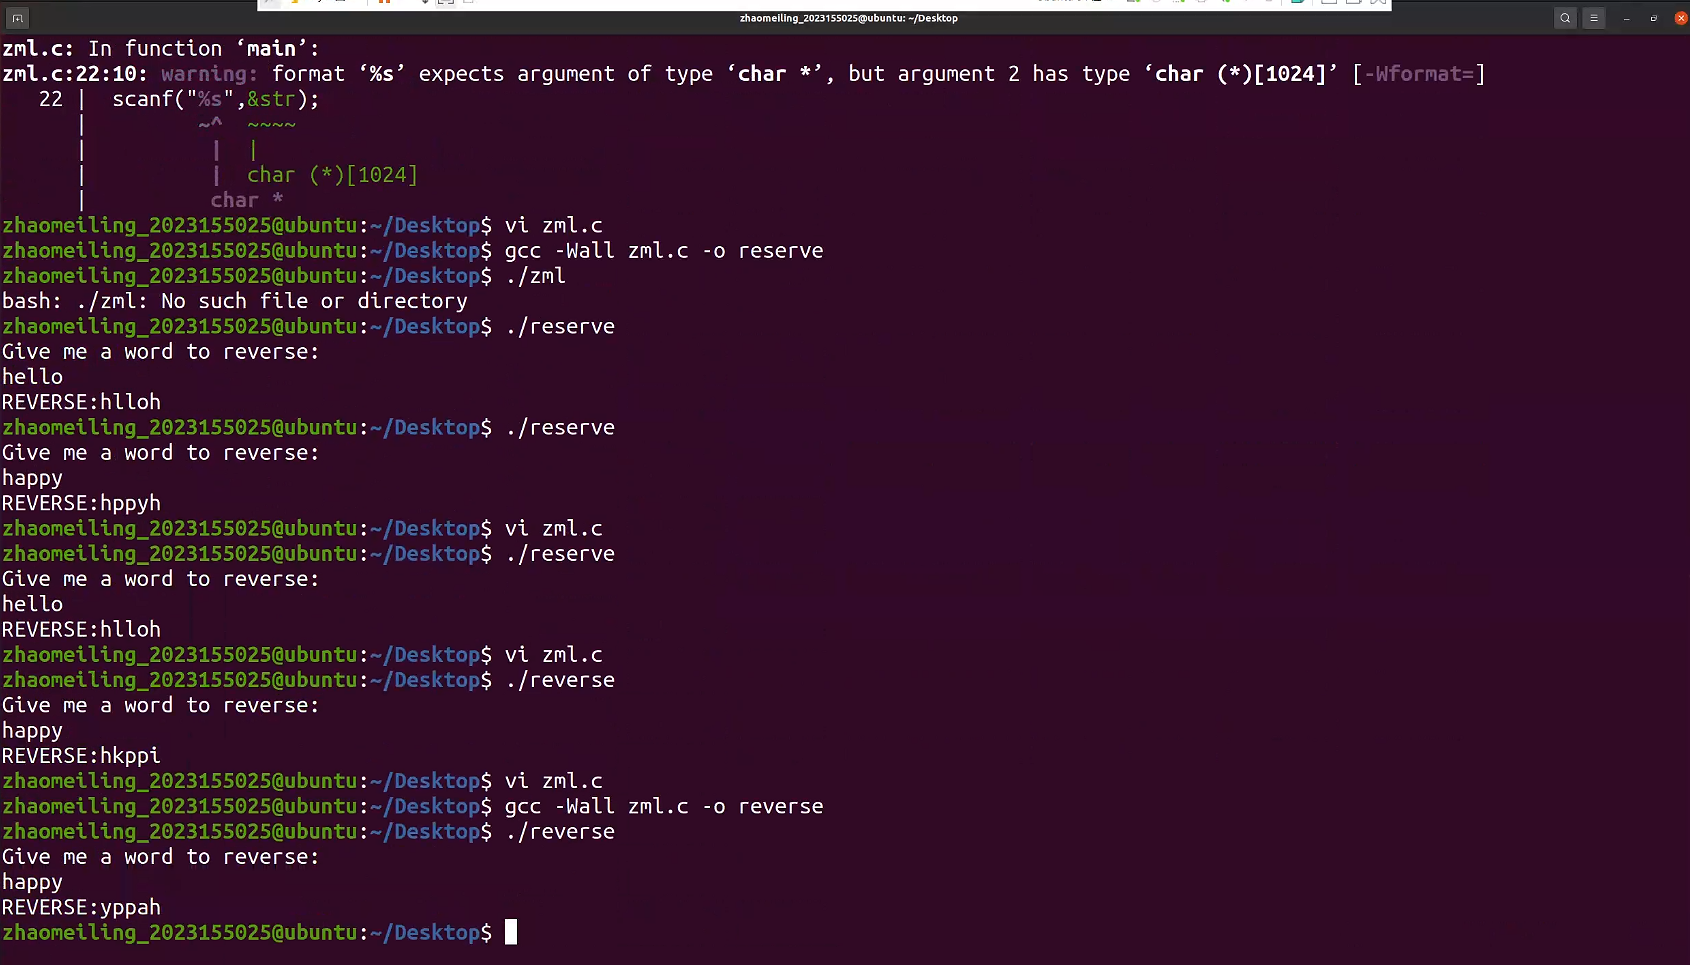 zhaomeiling_2023155025@ubuntu: ~/Desktop
zml.c: In function ‘main’:
zml.c:22:10: warning: format ‘%s’ expects argument of type ‘char *’, but argument 2 has type ‘char (*)[1024]’ [-Wformat=]
22 | scanf("%s",&str);
| ~^ ~~~~
| | |
| | char (*)[1024]
| char *
zhaomeiling_2023155025@ubuntu:~/Desktop$ vi zml.c
zhaomeiling_2023155025@ubuntu:~/Desktop$ gcc -Wall zml.c -o reserve
zhaomeiling_2023155025@ubuntu:~/Desktop$ ./zml
bash: ./zml: No such file or directory
zhaomeiling_2023155025@ubuntu:~/Desktop$ ./reserve
Give me a word to reverse:
hello
REVERSE:hlloh
zhaomeiling_2023155025@ubuntu:~/Desktop$ ./reserve
Give me a word to reverse:
happy
REVERSE:hppyh
zhaomeiling_2023155025@ubuntu:~/Desktop$ vi zml.c
zhaomeiling_2023155025@ubuntu:~/Desktop$ ./reserve
Give me a word to reverse:
hello
REVERSE:hlloh
zhaomeiling_2023155025@ubuntu:~/Desktop$ vi zml.c
zhaomeiling_2023155025@ubuntu:~/Desktop$ ./reverse
Give me a word to reverse:
happy
REVERSE:hkppi
zhaomeiling_2023155025@ubuntu:~/Desktop$ vi zml.c
zhaomeiling_2023155025@ubuntu:~/Desktop$ gcc -Wall zml.c -o reverse
zhaomeiling_2023155025@ubuntu:~/Desktop$ ./reverse
Give me a word to reverse:
happy
REVERSE:yppah
zhaomeiling_2023155025@ubuntu:~/Desktop$